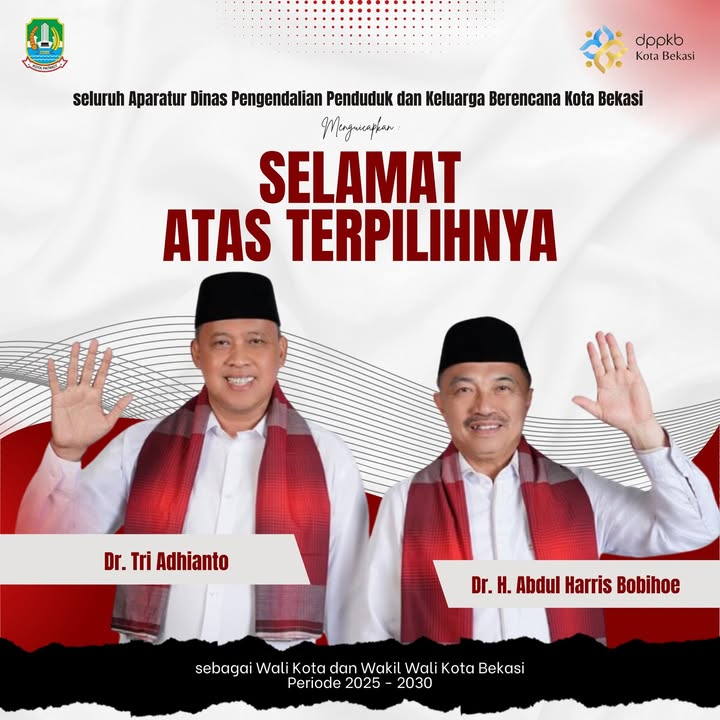 dppkb
Kota Bekasi
seluruh Aparatur Dinas Pengendalian Penduduk dan Keluarga Berencana Kota Bekasi
Mengucapkan :
SELAMAT
ATAS TERPILIHNYA
Dr. Tri Adhianto
Dr. H. Abdul Harris Bobihoe
sebagai Wali Kota dan Wakil Wali Kota Bekasi
Periode 2025 - 2030